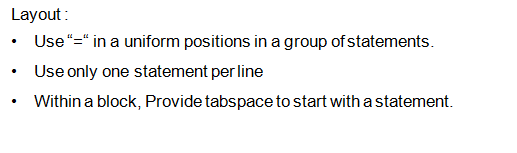 Layout :
• Use “=“ in a uniform positions in a group of statements.
• Use only one statement per line
• Within a block, Provide tabspace to start with a statement.